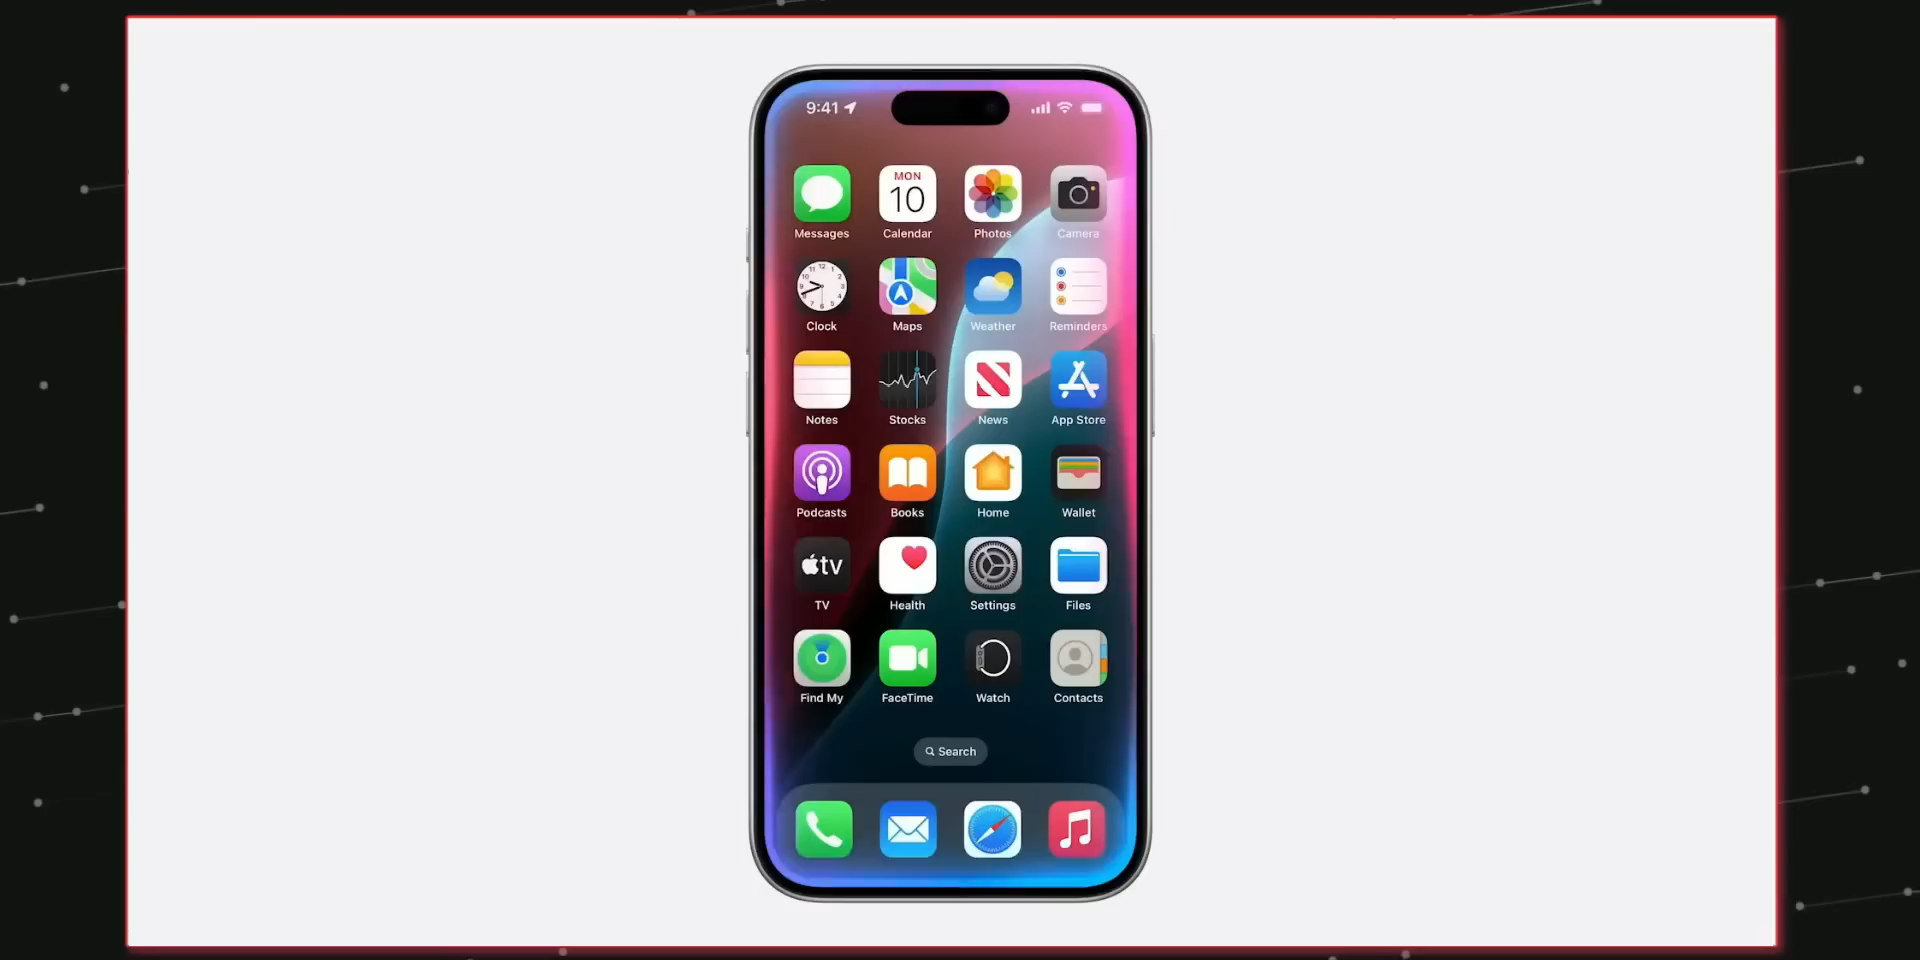 9:41
MON
10
Messages Calendar Photos Camera
Clock Maps Weather Reminders
Notes Stocks News App Store
Podcasts Books Home Wallet
tv
TV Health Settings Files
Find My FaceTime Watch Contacts
Search